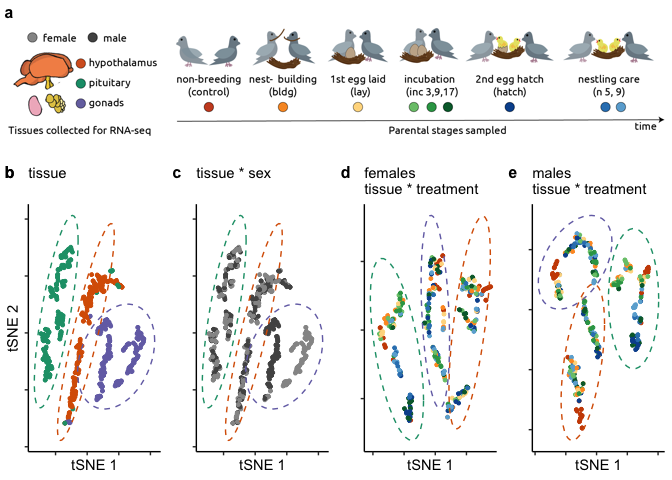 a
female male
hypothalamus
pituitary
gonads
Tissues collected for RNA-seq
non-breeding
(control)
nest- building
(bldg)
1st egg laid
(lay)
incubation
(inc 3,9,17)
2nd egg hatch
(hatch)
nestling care
(n 5, 9)
Parental stages sampled
time
b tissue
c tissue * sex
d females
tissue * treatment
e males
tissue * treatment
tSNE 2
tSNE 1
tSNE 1
tSNE 1
tSNE 1